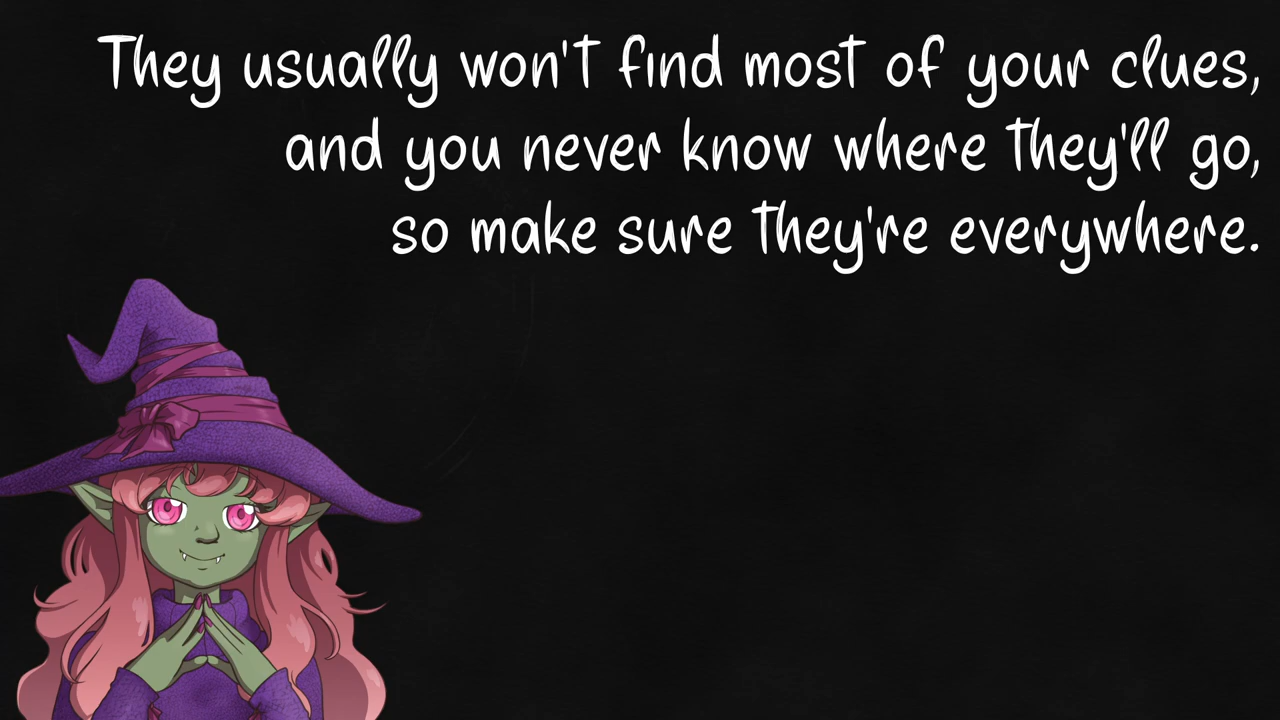 They usually won't find most of your clues,
and you never know where they'll go,
so make sure they're everywhere.